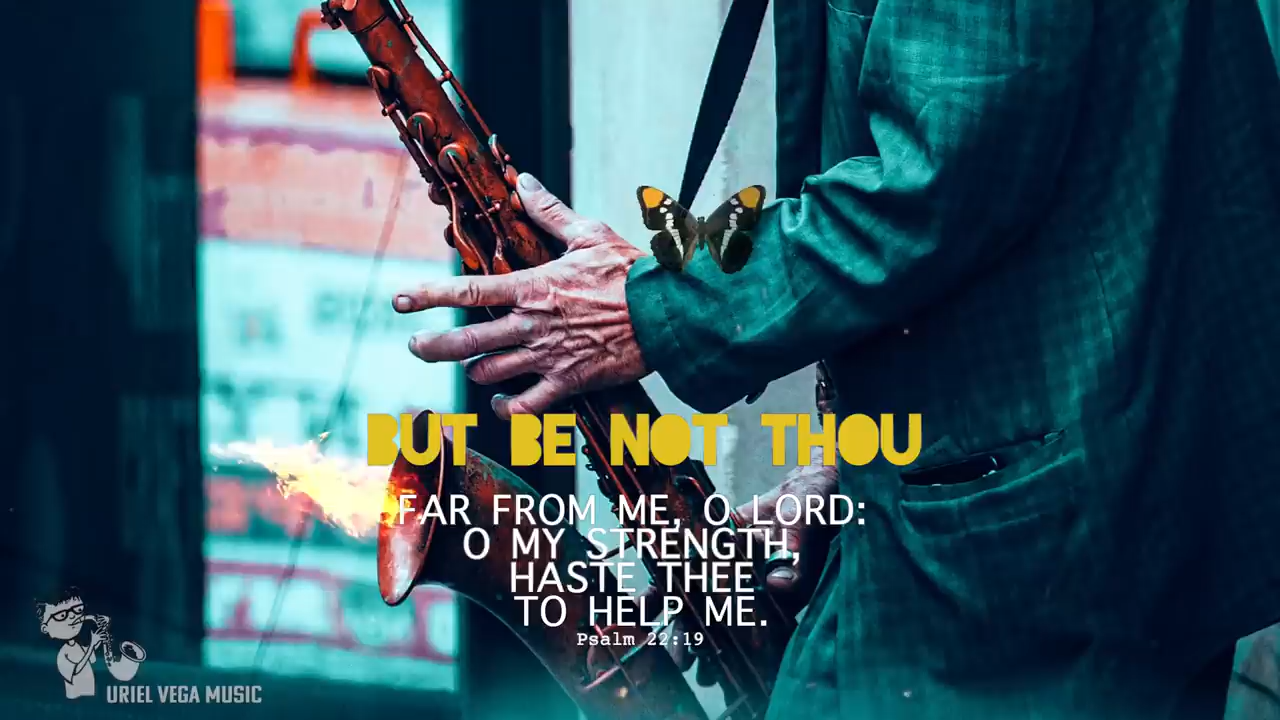 BUT BE NOT THOU
FAR FROM ME, O LORD:
O MY STRENGTH,
HASTE THEE
TO HELP ME.
Psalm 22:19
URIEL VEGA MUSIC